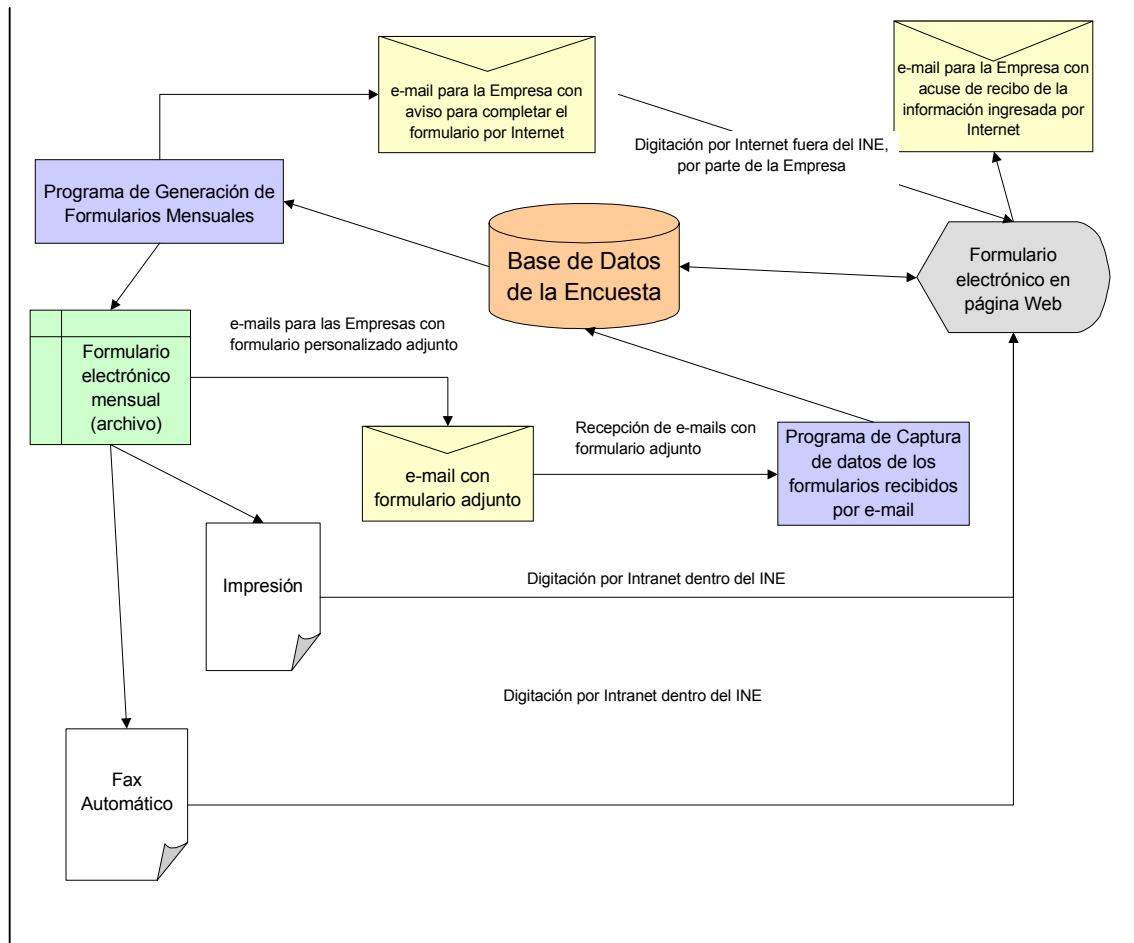 e-mail para la Empresa con
aviso para completar el
formulario por Internet
e-mail para la Empresa con
acuse de recibo de la
información ingresada por
Internet
Digitación por Internet fuera del INE,
por parte de la Empresa
Programa de Generación de
Formularios Mensuales
Base de Datos
de la Encuesta
Formulario
electrónico en
página Web
e-mails para las Empresas con
formulario personalizado adjunto
Formulario
electrónico
mensual
(archivo)
Recepción de e-mails con
formulario adjunto
e-mail con
formulario adjunto
Programa de Captura
de datos de los
formularios recibidos
por e-mail
Impresión
Digitación por Intranet dentro del INE
Digitación por Intranet dentro del INE
Fax
Automático